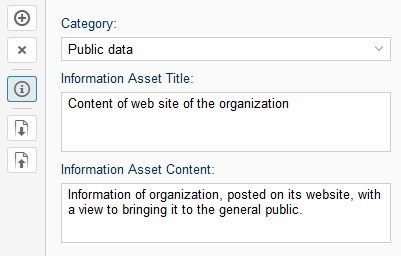 Category:
Public data
Information Asset Title:
Content of web site of the organization
Information Asset Content:
Information of organization, posted on its website, with
a view to bringing it to the general public.